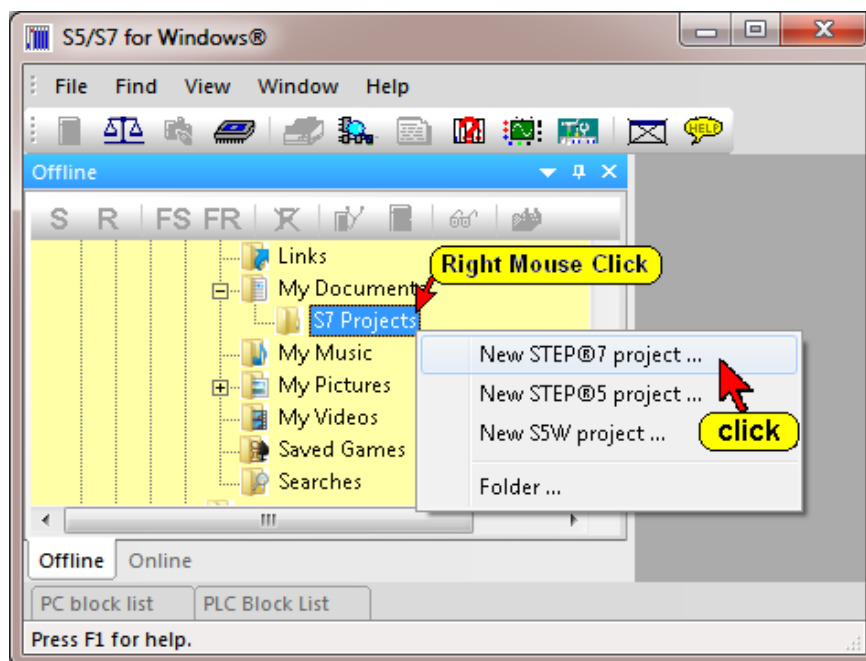 S5/S7 for Windows®
File Find View Window Help
HELP
Offline
S R FS FR
Links
Right Mouse Click
My Document
S7 Projects
My Music
New STEP®7 project ...
My Pictures
New STEP®5 project ...
My Videos
New S5W project ...
click
Saved Games
Searches
Folder ...
Offline Online
PC block list PLC Block List
Press F1 for help.